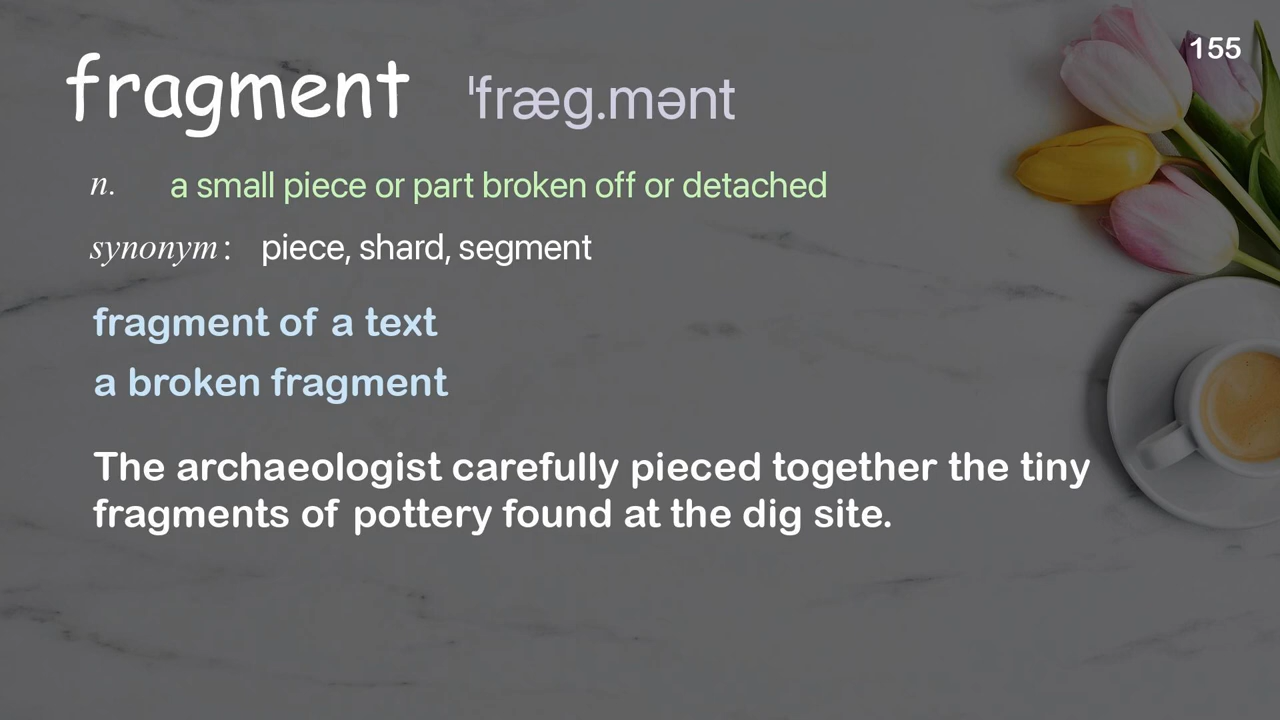 155
fragment ˈfræg.mənt
n. a small piece or part broken off or detached
synonym: piece, shard, segment
fragment of a text
a broken fragment
The archaeologist carefully pieced together the tiny
fragments of pottery found at the dig site.